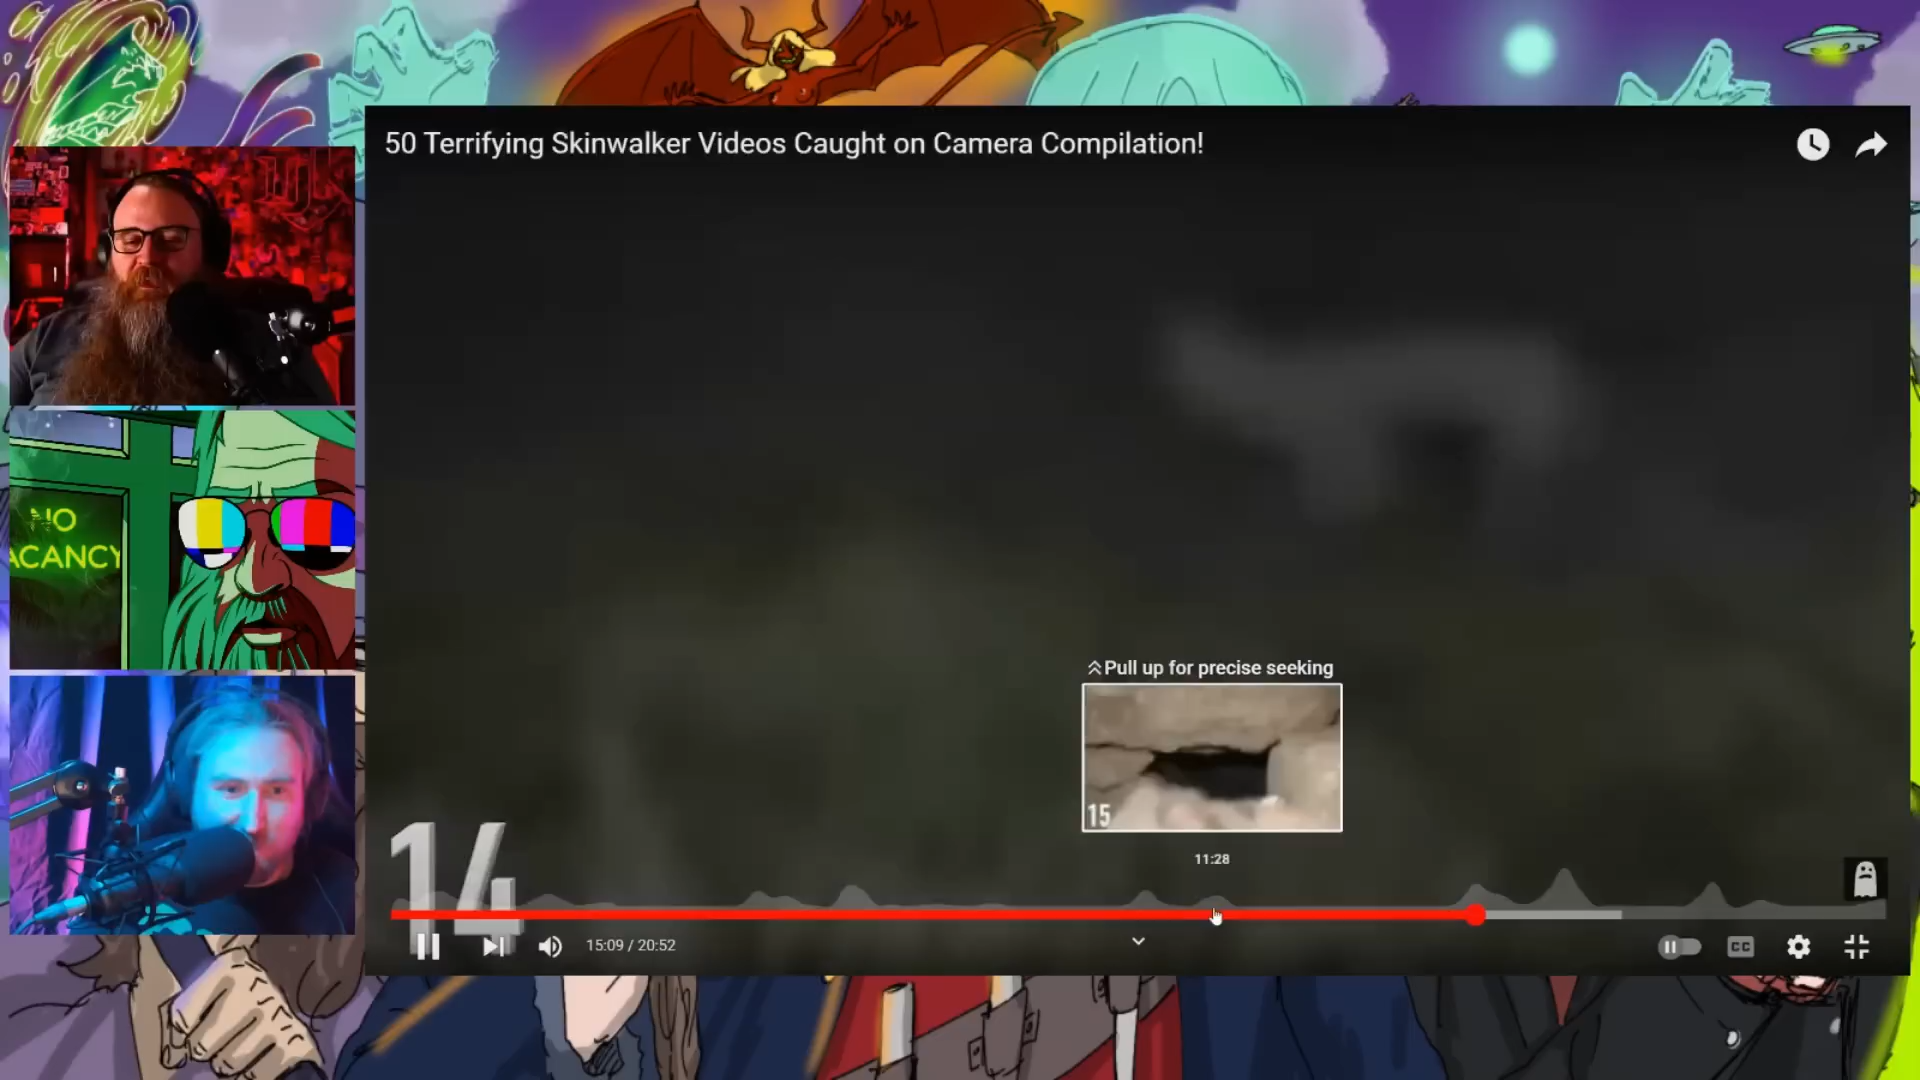 50 Terrifying Skinwalker Videos Caught on Camera Compilation!
NO
ACANCY
Pull up for precise seeking
15
11:28
14
15:09 / 20:52
CC